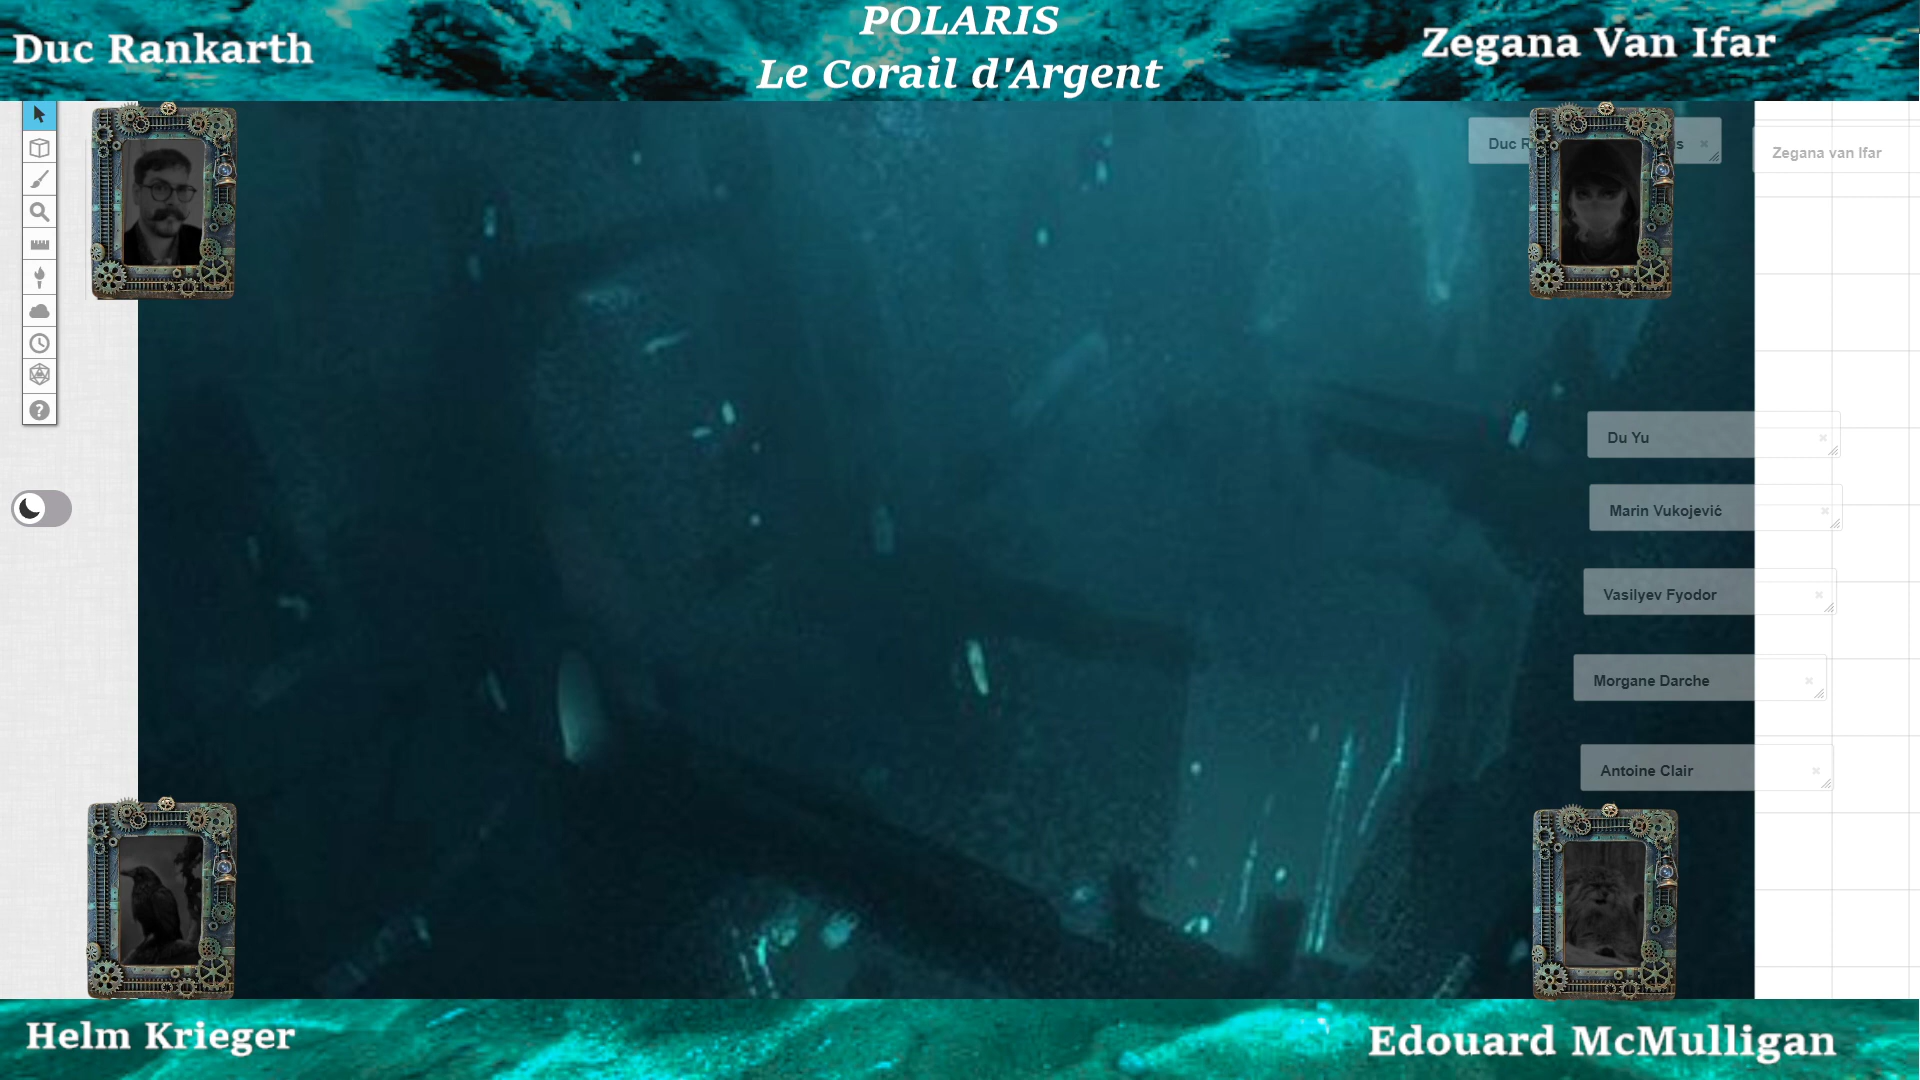 POLARIS
Le Corail d'Argent
Duc Rankarth
Zegana Van Ifar
Duc R
us
Zegana van Ifar
Du Yu
Marin Vukojević
Vasilyev Fyodor
Morgane Darche
Antoine Clair
Helm Krieger
Edouard McMulligan